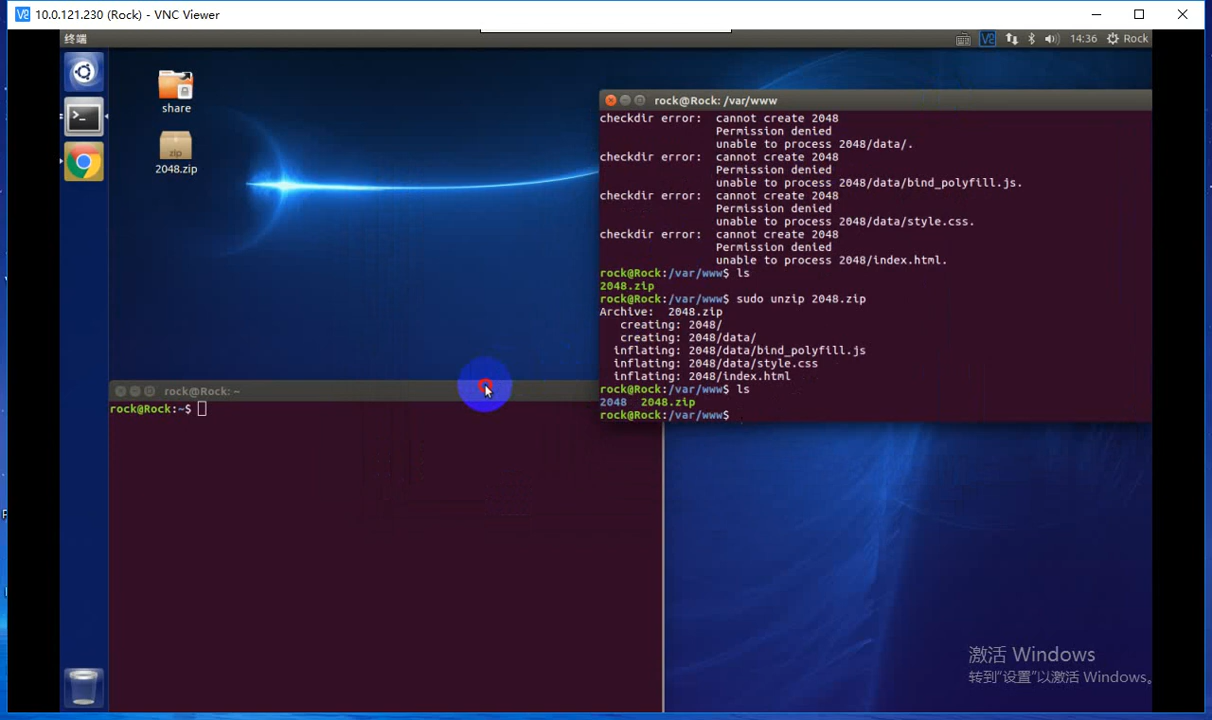 10.0.121.230 (Rock) - VNC Viewer
终端
14:36
Rock
share
zip
2048.zip
rock@Rock: /var/www
checkdir error:  cannot create 2048
Permission denied
unable to process 2048/data/.
checkdir error:  cannot create 2048
Permission denied
unable to process 2048/data/bind_polyfill.js.
checkdir error:  cannot create 2048
Permission denied
unable to process 2048/data/style.css.
checkdir error:  cannot create 2048
Permission denied
unable to process 2048/index.html.
rock@Rock:/var/www$ ls
2048.zip
rock@Rock:/var/www$ sudo unzip 2048.zip
Archive:  2048.zip
creating: 2048/
creating: 2048/data/
inflating: 2048/data/bind_polyfill.js
inflating: 2048/data/style.css
inflating: 2048/index.html
rock@Rock:/var/www$ ls
2048  2048.zip
rock@Rock:/var/www$
rock@Rock: ~
rock@Rock:~$
激活 Windows
转到"设置"以激活 Windows。